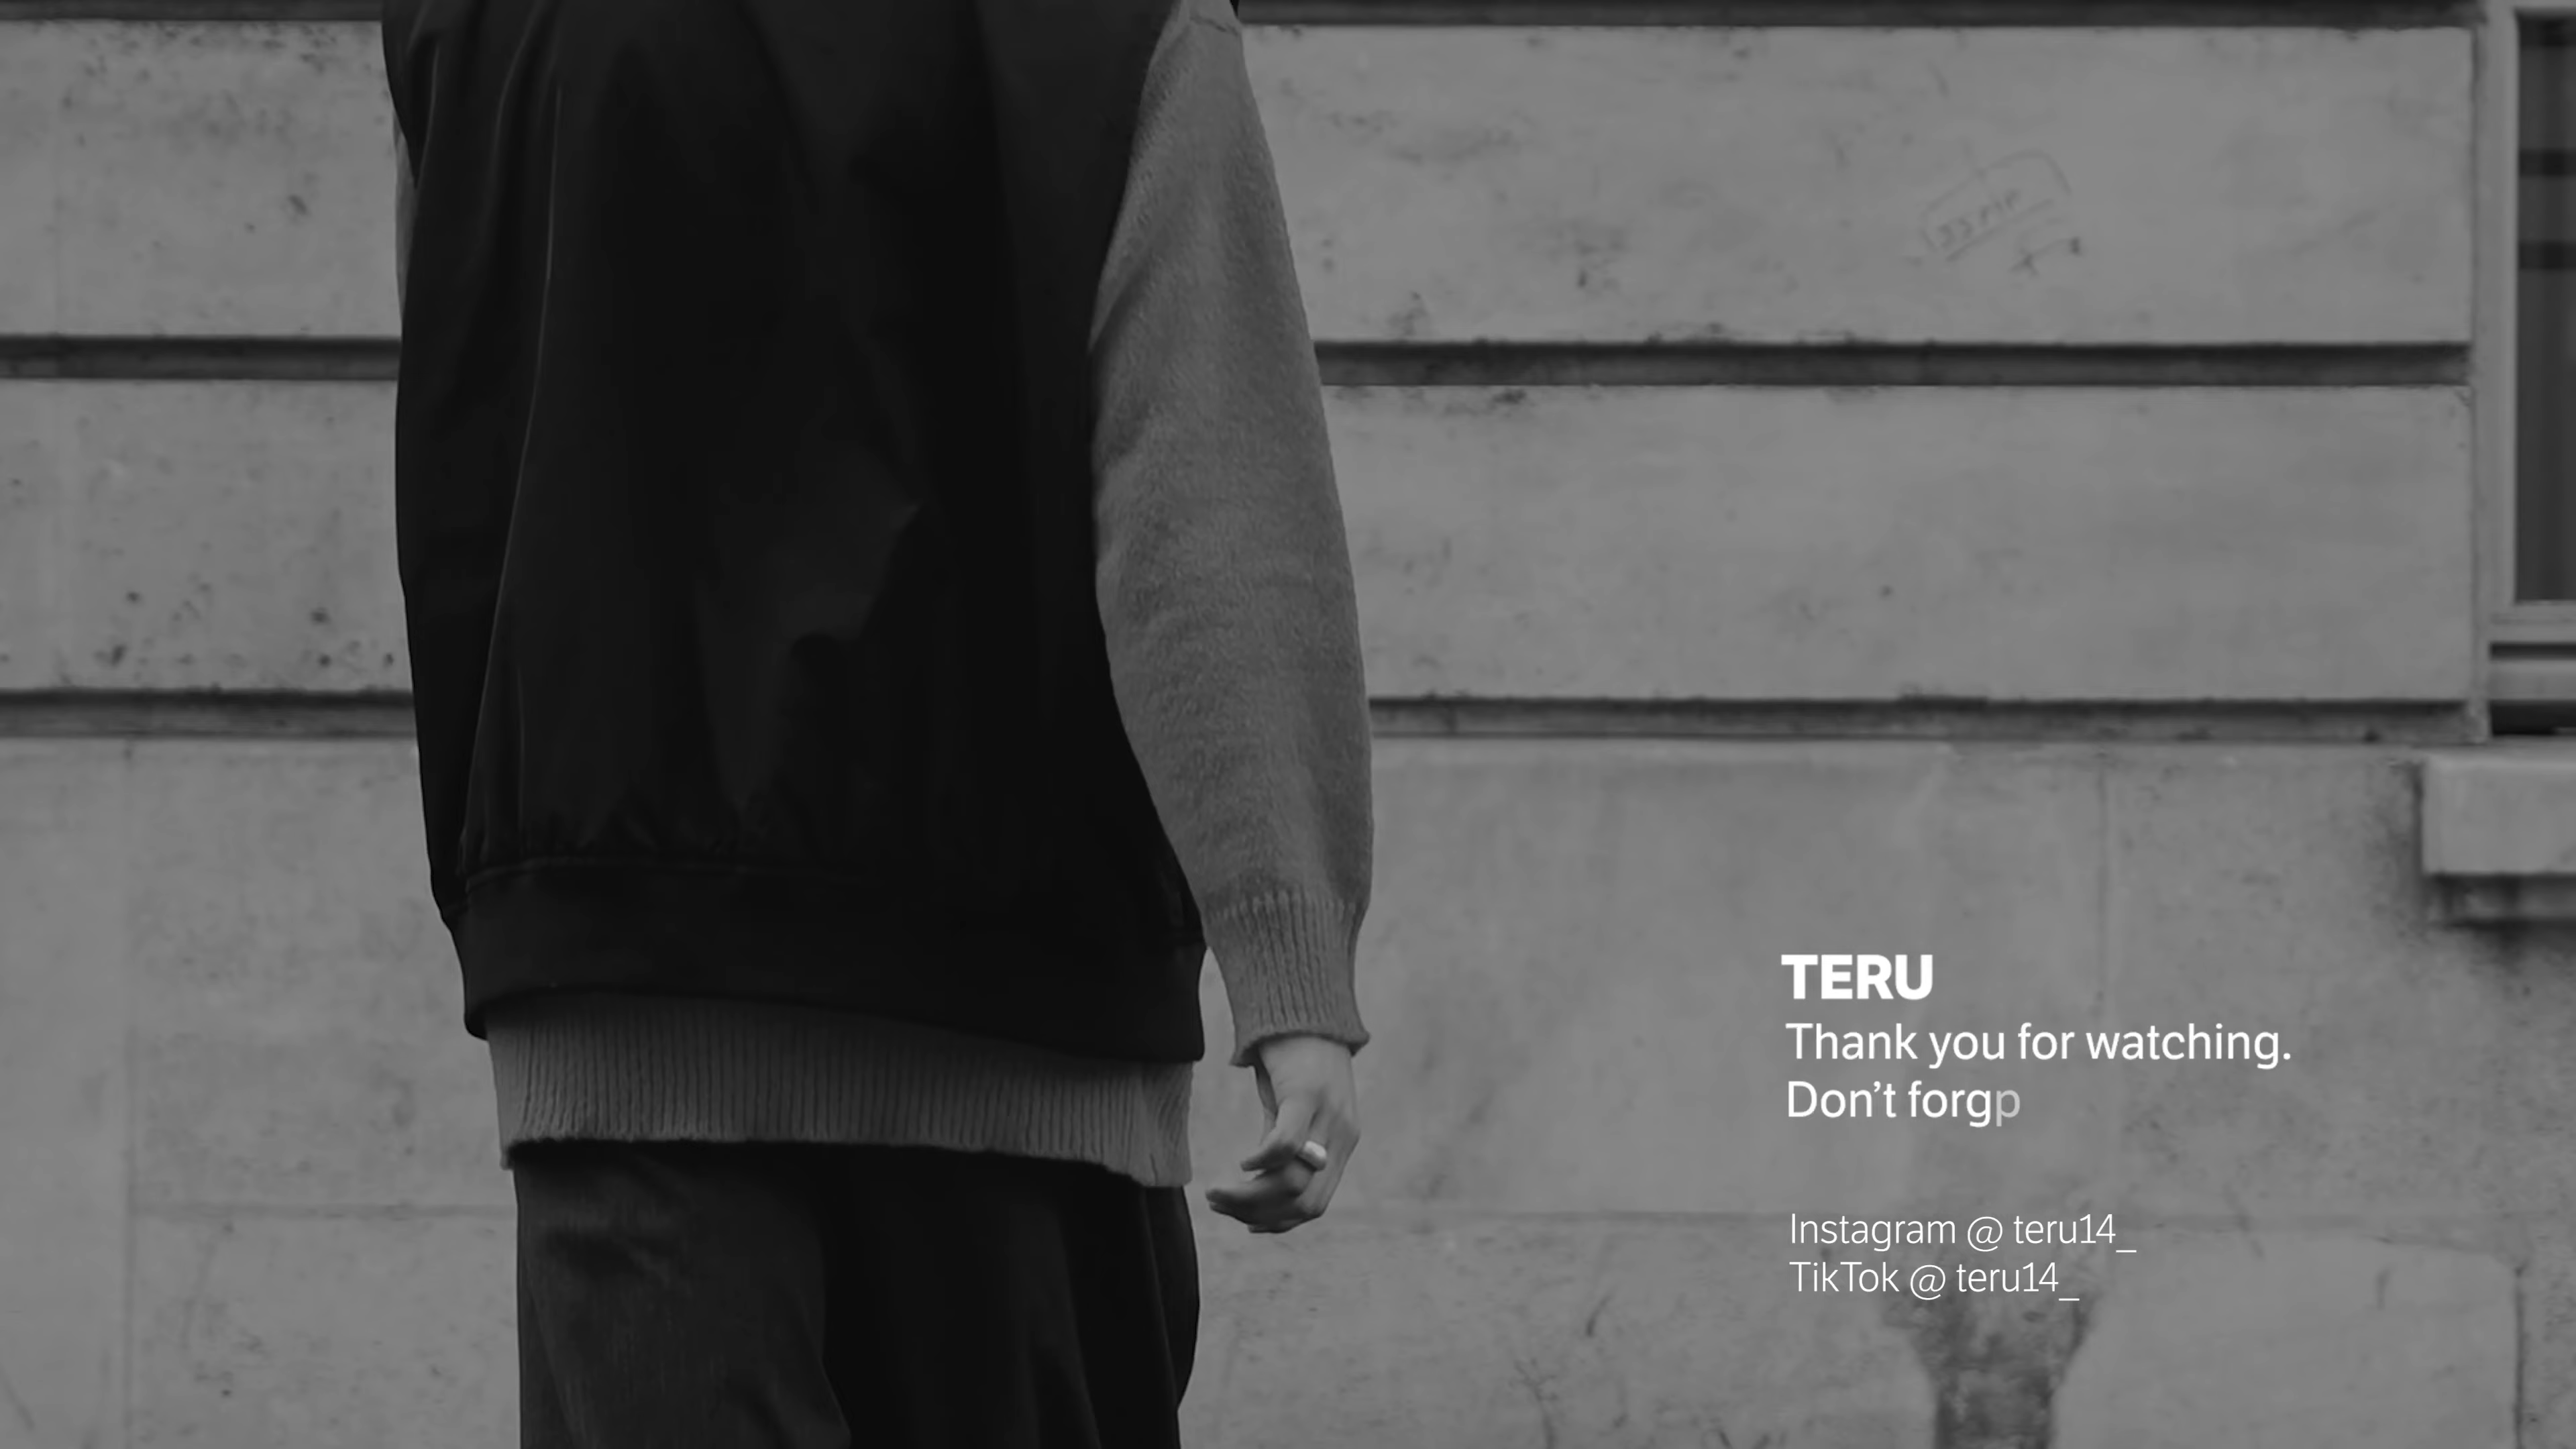 TERU
Thank you for watching.
Don’t forgp
Instagram @ teru14_
TikTok @ teru14_